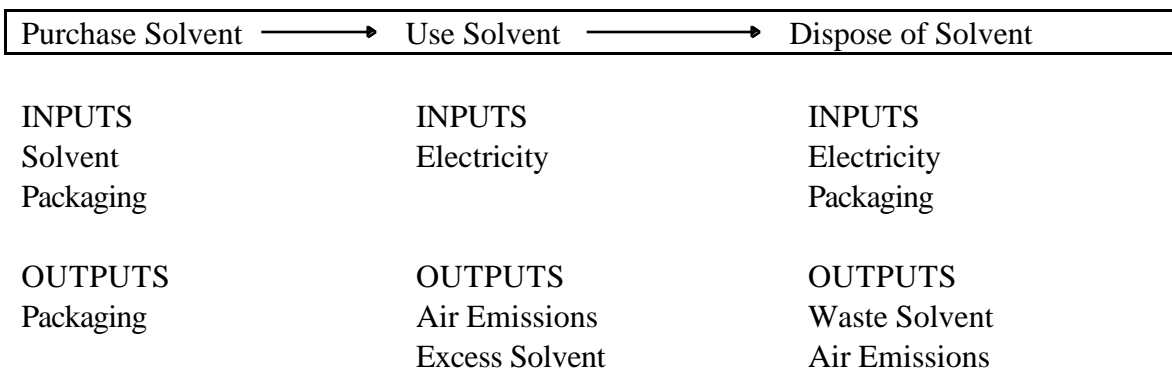 Purchase Solvent Use Solvent Dispose of Solvent
INPUTS INPUTS INPUTS
Solvent Electricity Electricity
Packaging Packaging
OUTPUTS OUTPUTS OUTPUTS
Packaging Air Emissions Waste Solvent
Excess Solvent Air Emissions